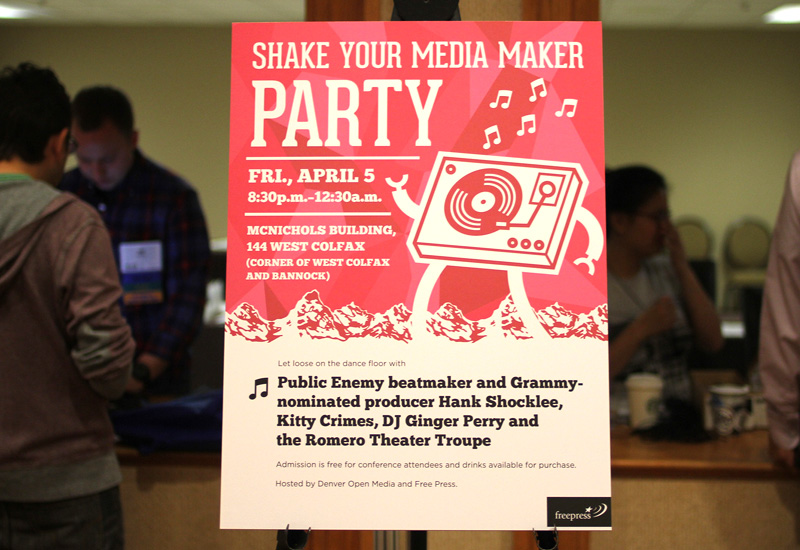 SHAKE YOUR MEDIA MAKER
PARTY
FRI., APRIL 5
8:30p.m.–12:30a.m.
MCNICHOLS BUILDING,
144 WEST COLFAX
(CORNER OF WEST COLFAX
AND BANNOCK)
Let loose on the dance floor with
Public Enemy beatmaker and Grammy-
nominated producer Hank Shocklee,
Kitty Crimes, DJ Ginger Perry and
the Romero Theater Troupe
Admission is free for conference attendees and drinks available for purchase.
Hosted by Denver Open Media and Free Press.
freepress